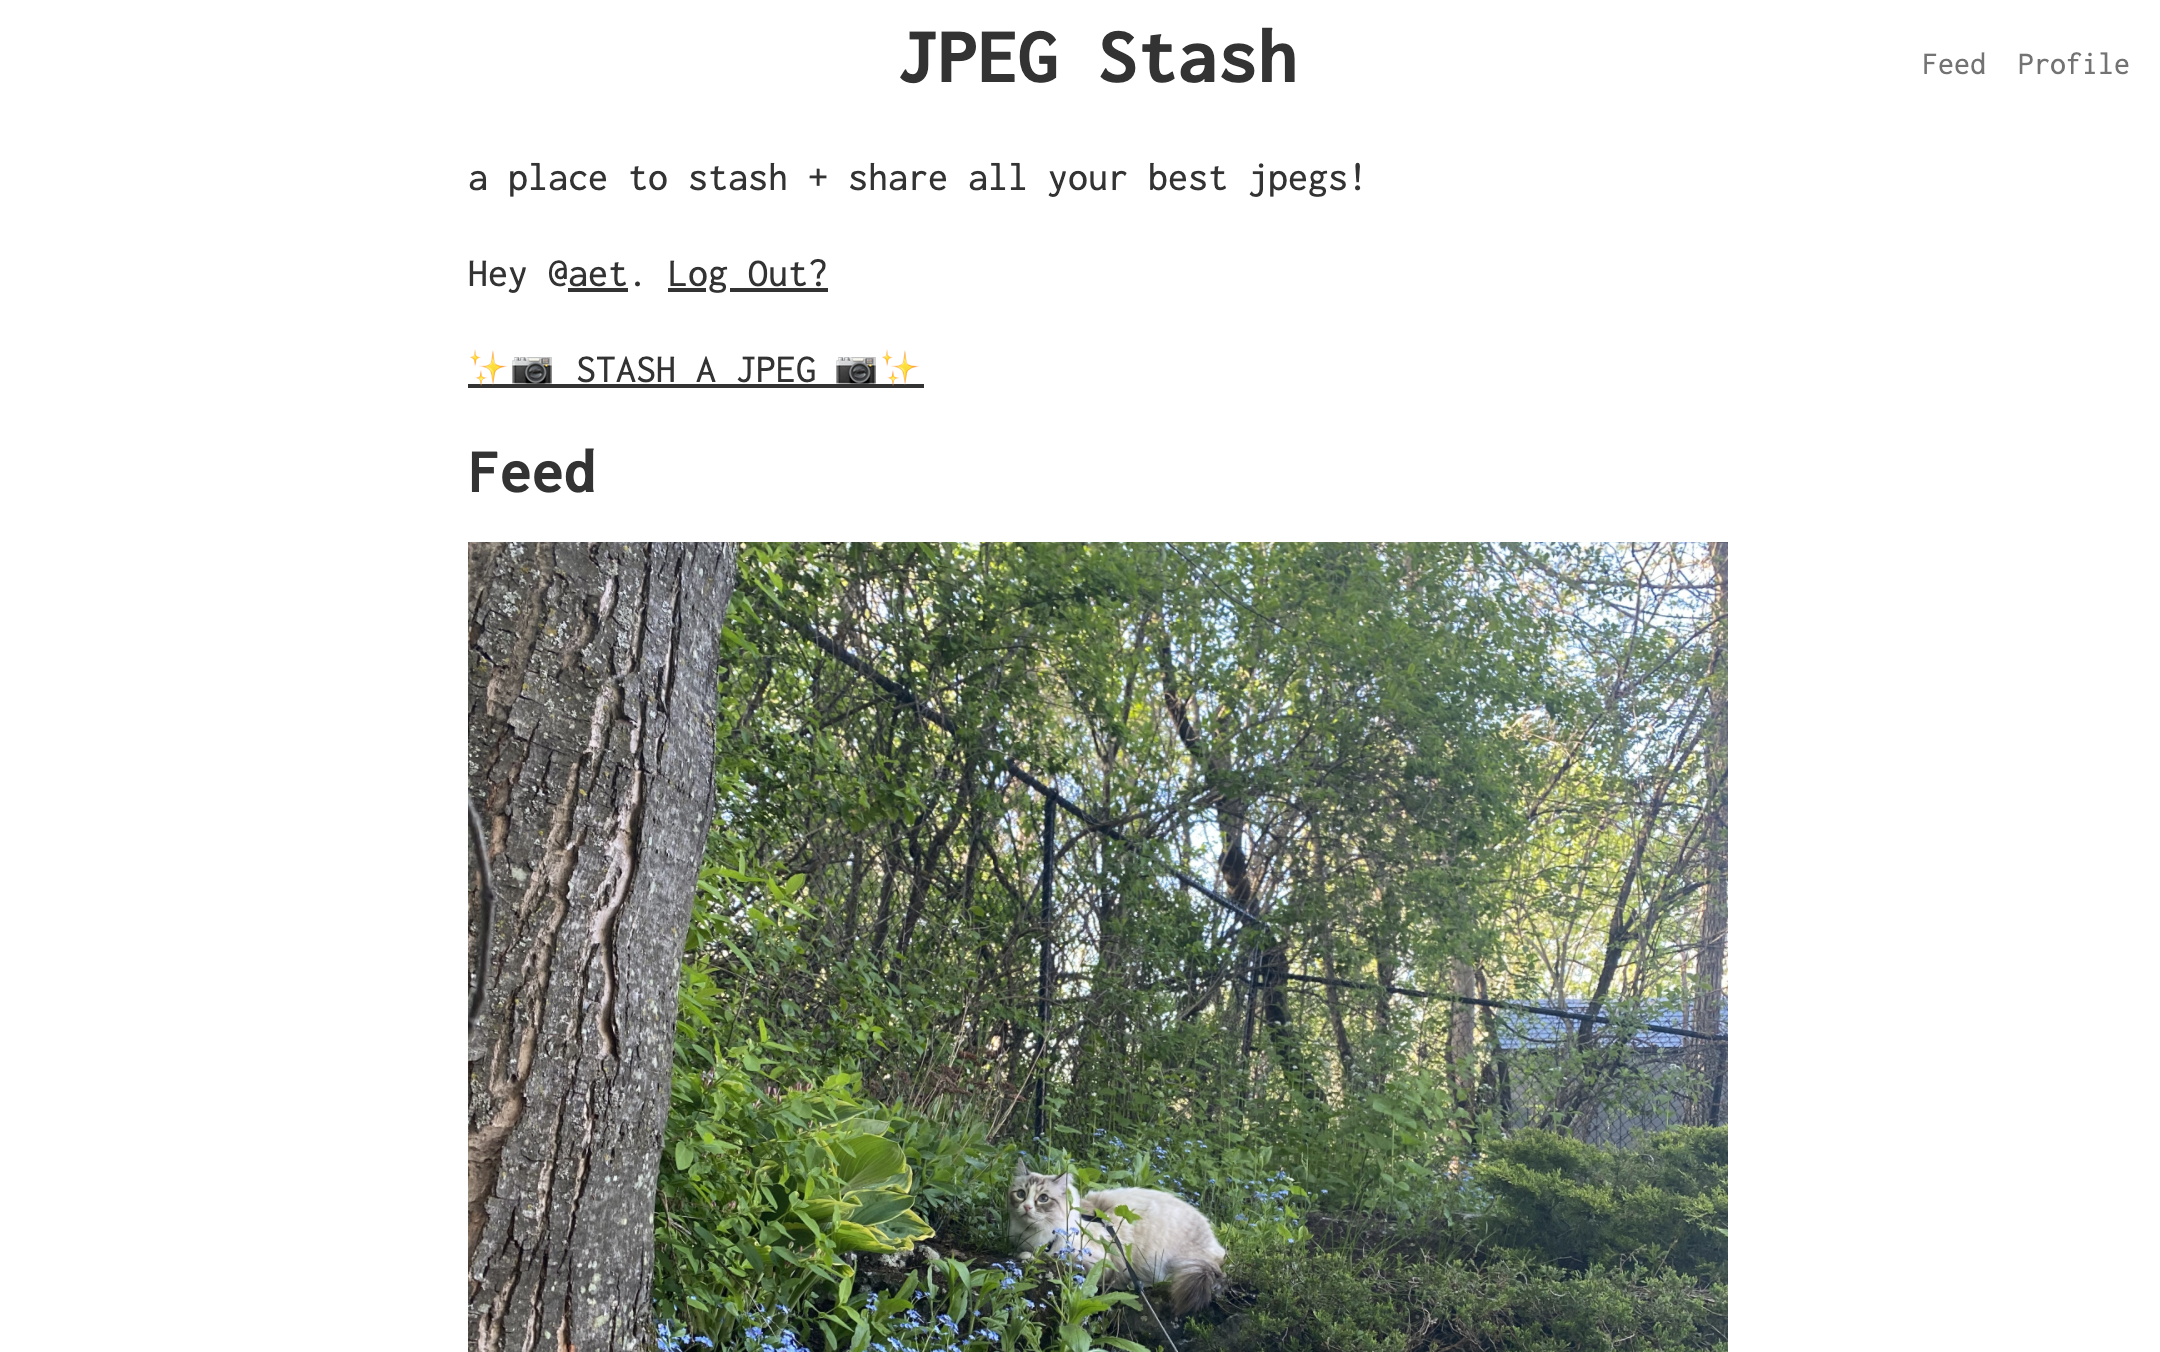 JPEG Stash
Feed Profile
a place to stash + share all your best jpegs!
Hey @aet. Log Out?
✨📷 STASH A JPEG 📷✨
Feed